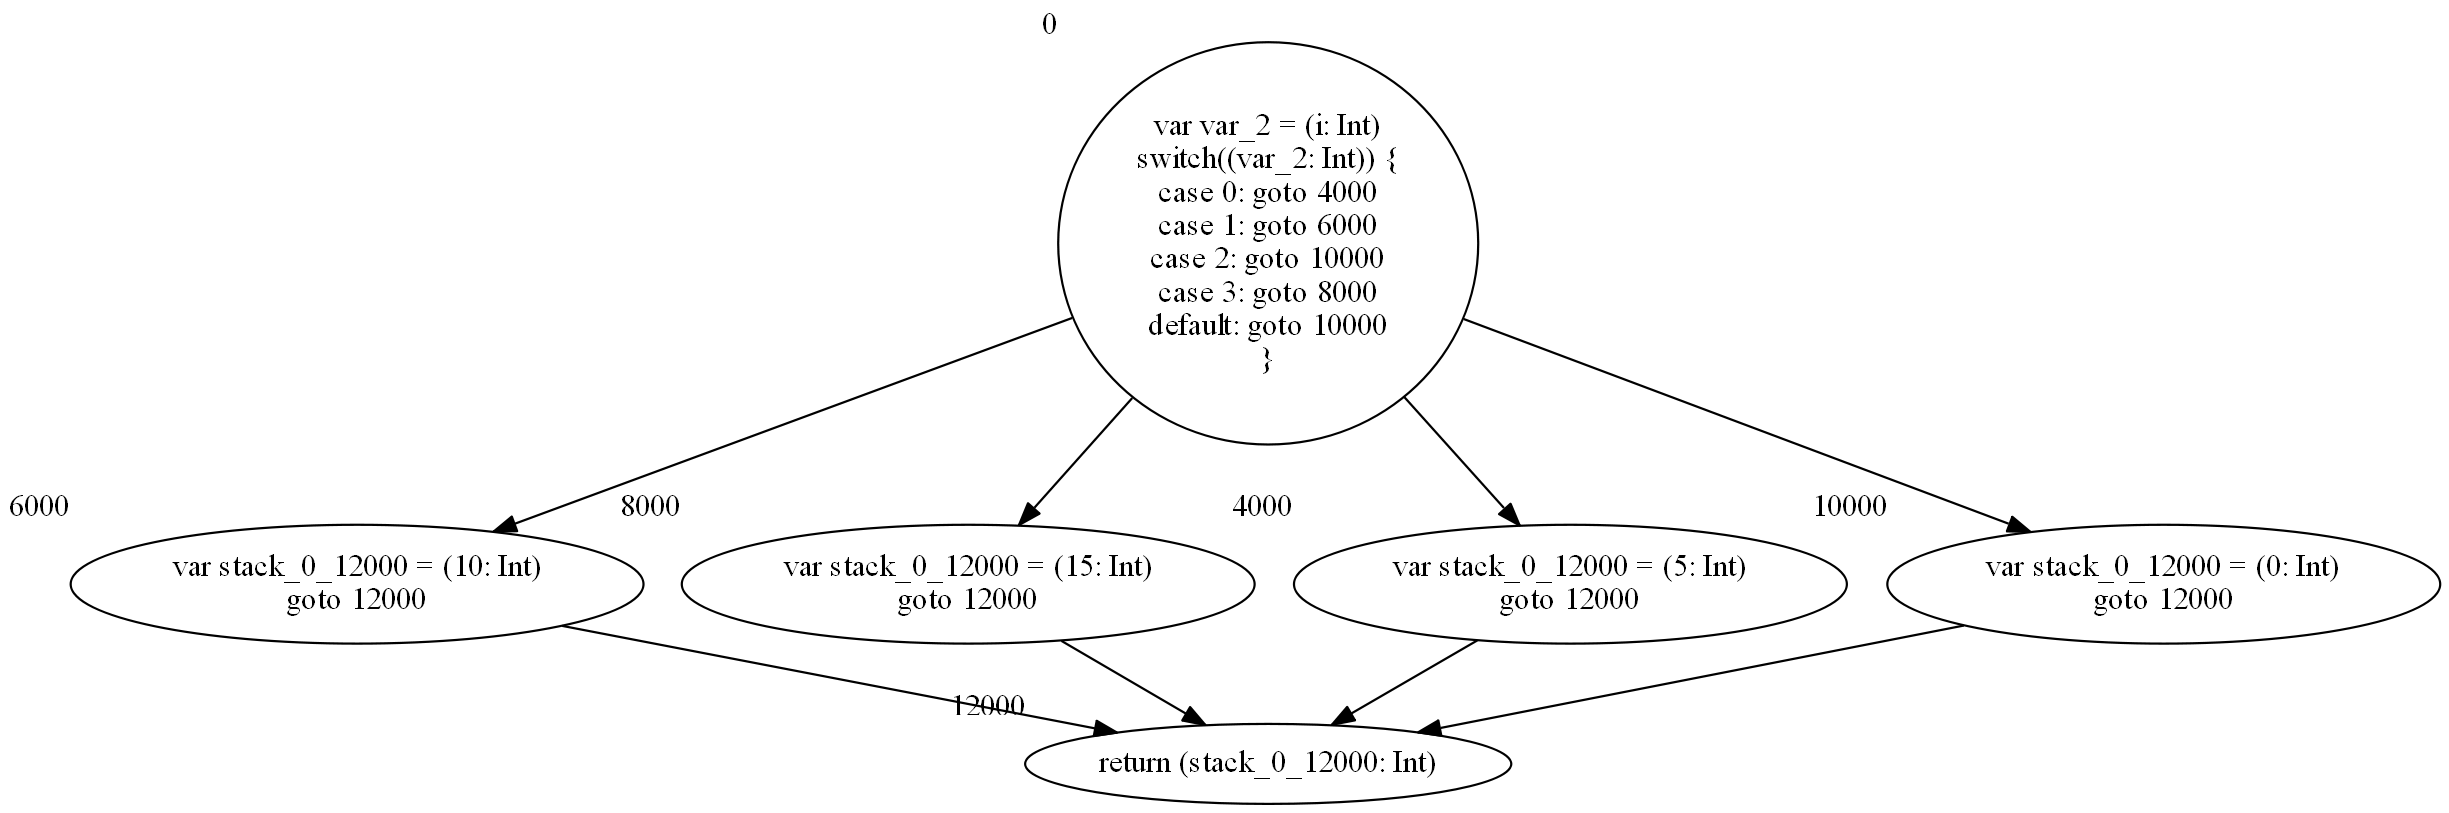 0
var var_2 = (i: Int)
switch((var_2: Int)) {
case 0: goto 4000
case 1: goto 6000
case 2: goto 10000
case 3: goto 8000
default: goto 10000
}
6000
var stack_0_12000 = (10: Int)
goto 12000
8000
var stack_0_12000 = (15: Int)
goto 12000
4000
var stack_0_12000 = (5: Int)
goto 12000
10000
var stack_0_12000 = (0: Int)
goto 12000
12000
return (stack_0_12000: Int)